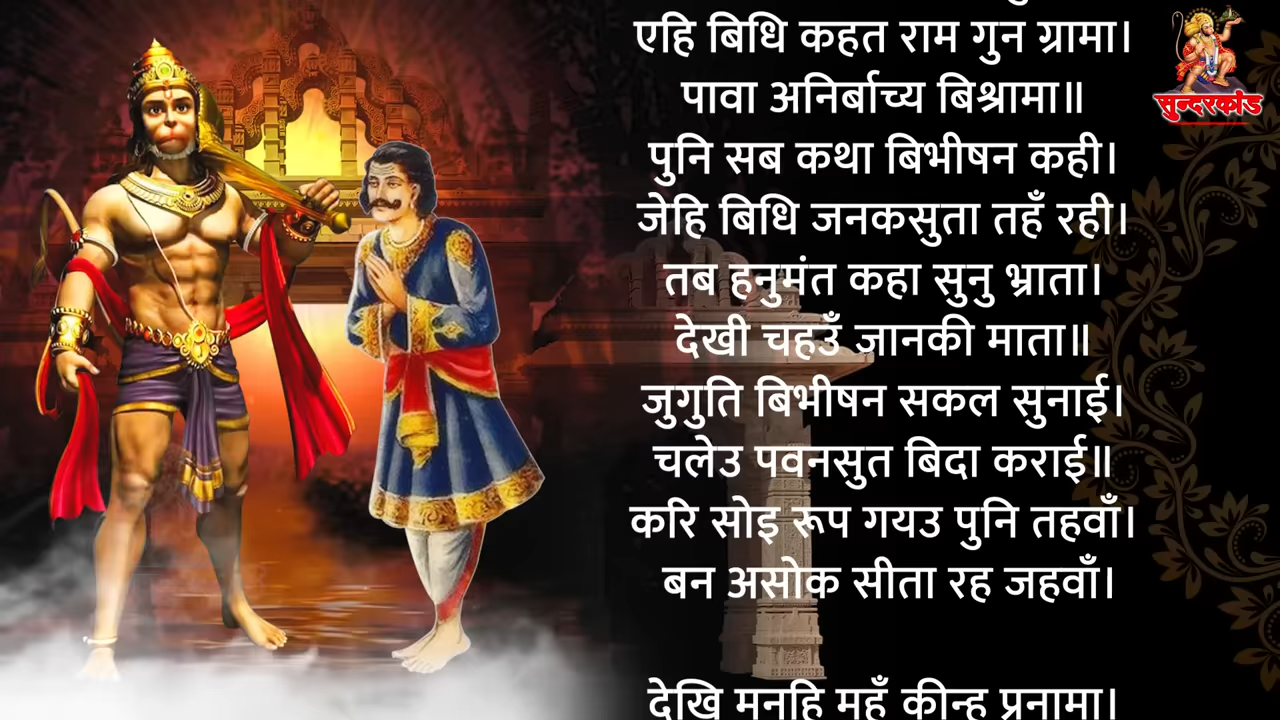 एहि बिधि कहत राम गुन ग्रामा।
पावा अनिर्बाच्य बिश्रामा॥
पुनि सब कथा बिभीषन कही।
जेहि बिधि जनकसुता तहँ रही।
तब हनुमंत कहा सुनु भ्राता।
देखी चहउँ जानकी माता॥
जुगुति बिभीषन सकल सुनाई।
चलेउ पवनसुत बिदा कराई॥
करि सोइ रूप गयउ पुनि तहवाँ।
बन असोक सीता रह जहवाँ।
देखि मनहि महुँ कीन्ह प्रनामा।
सुन्दरकांड